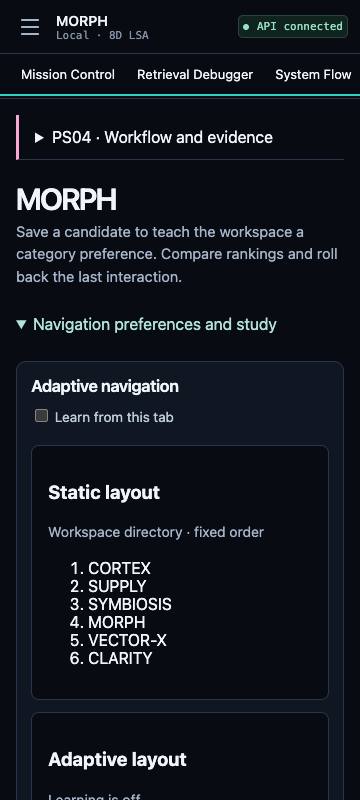 MORPH
Local · 8D LSA
● API connected
Mission Control Retrieval Debugger System Flow
▶ PS04 · Workflow and evidence
MORPH
Save a candidate to teach the workspace a
category preference. Compare rankings and roll
back the last interaction.
▼ Navigation preferences and study
Adaptive navigation
Learn from this tab
Static layout
Workspace directory · fixed order
1. CORTEX
2. SUPPLY
3. SYMBIOSIS
4. MORPH
5. VECTOR-X
6. CLARITY
Adaptive layout
Learning is off